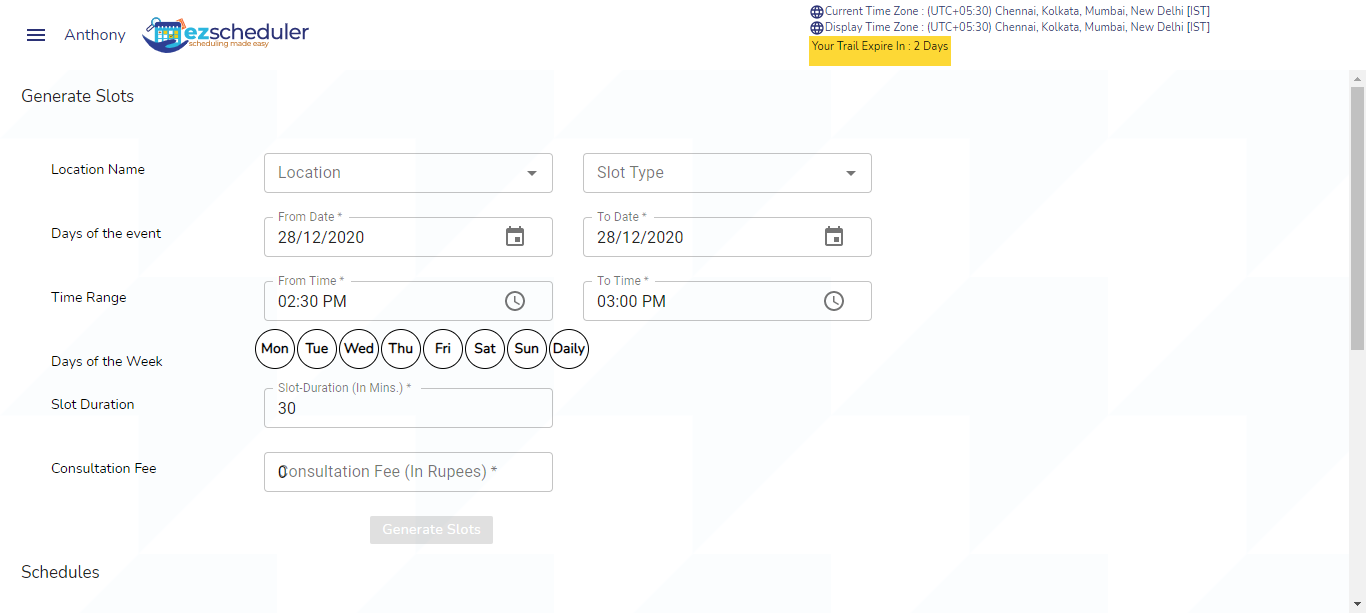 Anthony
ezscheduler
scheduling made easy
Current Time Zone : (UTC+05:30) Chennai, Kolkata, Mumbai, New Delhi [IST]
Display Time Zone : (UTC+05:30) Chennai, Kolkata, Mumbai, New Delhi [IST]
Your Trail Expire In : 2 Days
Generate Slots
Location Name
Location
Slot Type
Days of the event
From Date *
28/12/2020
To Date *
28/12/2020
Time Range
From Time *
02:30 PM
To Time *
03:00 PM
Days of the Week
Mon Tue Wed Thu Fri Sat Sun Daily
Slot Duration
Slot-Duration (In Mins.) *
30
Consultation Fee
0
Consultation Fee (In Rupees) *
Generate Slots
Schedules